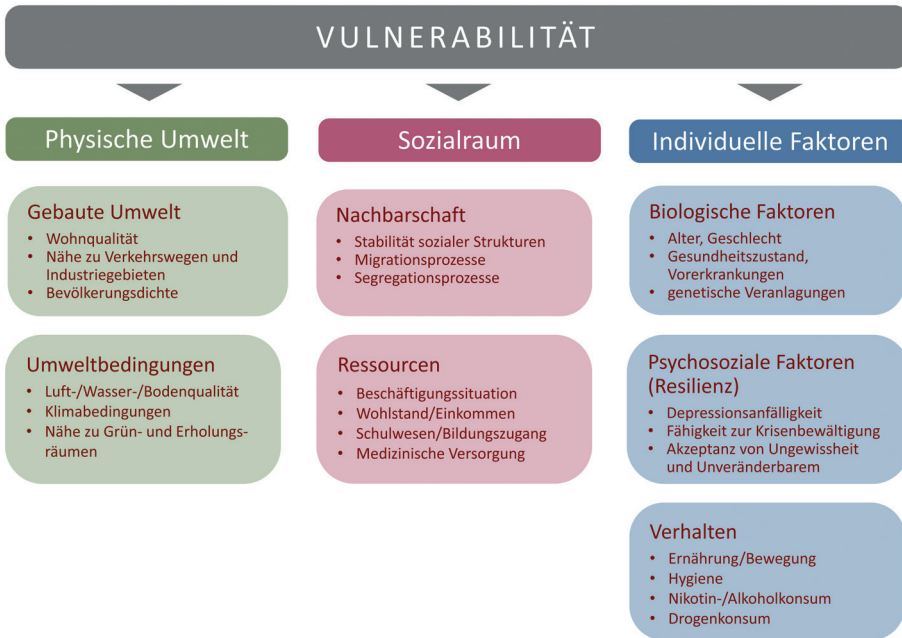 VULNERABILITÄT
Physische Umwelt
Gebaute Umwelt
• Wohnqualität
• Nähe zu Verkehrswegen und
Industriegebieten
• Bevölkerungsdichte
Umweltbedingungen
• Luft-/Wasser-/Bodenqualität
• Klimabedingungen
• Nähe zu Grün- und Erholungs-
räumen
Sozialraum
Nachbarschaft
• Stabilität sozialer Strukturen
• Migrationsprozesse
• Segregationsprozesse
Ressourcen
• Beschäftigungssituation
• Wohlstand/Einkommen
• Schulwesen/Bildungszugang
• Medizinische Versorgung
Individuelle Faktoren
Biologische Faktoren
• Alter, Geschlecht
• Gesundheitszustand,
Vorerkrankungen
• genetische Veranlagungen
Psychosoziale Faktoren
(Resilienz)
• Depressionsanfälligkeit
• Fähigkeit zur Krisenbewältigung
• Akzeptanz von Ungewissheit
und Unveränderbarem
Verhalten
• Ernährung/Bewegung
• Hygiene
• Nikotin-/Alkoholkonsum
• Drogenkonsum